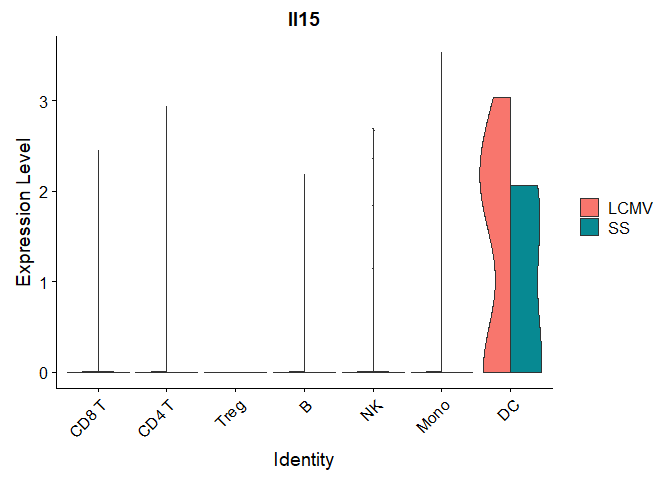 Il15
Expression Level
3
2
1
0
CD8 T
CD4 T
Treg
B
NK
Mono
DC
Identity
LCMV
SS